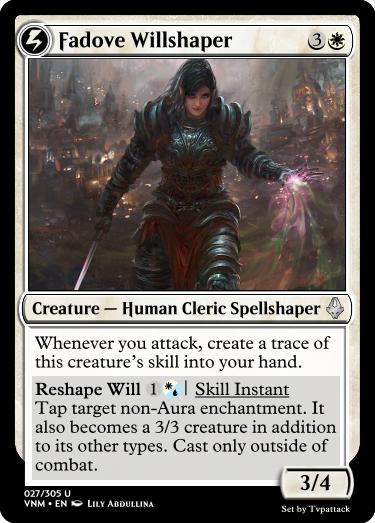 Fadove Willshaper 3
Creature — Human Cleric Spellshaper
Whenever you attack, create a trace of
this creature's skill into your hand.
Reshape Will 1 | Skill Instant
Tap target non-Aura enchantment. It
also becomes a 3/3 creature in addition
to its other types. Cast only outside of
combat.
3/4
027/305 U
VNM • EN Lily Abdullina
Set by Tvpattack